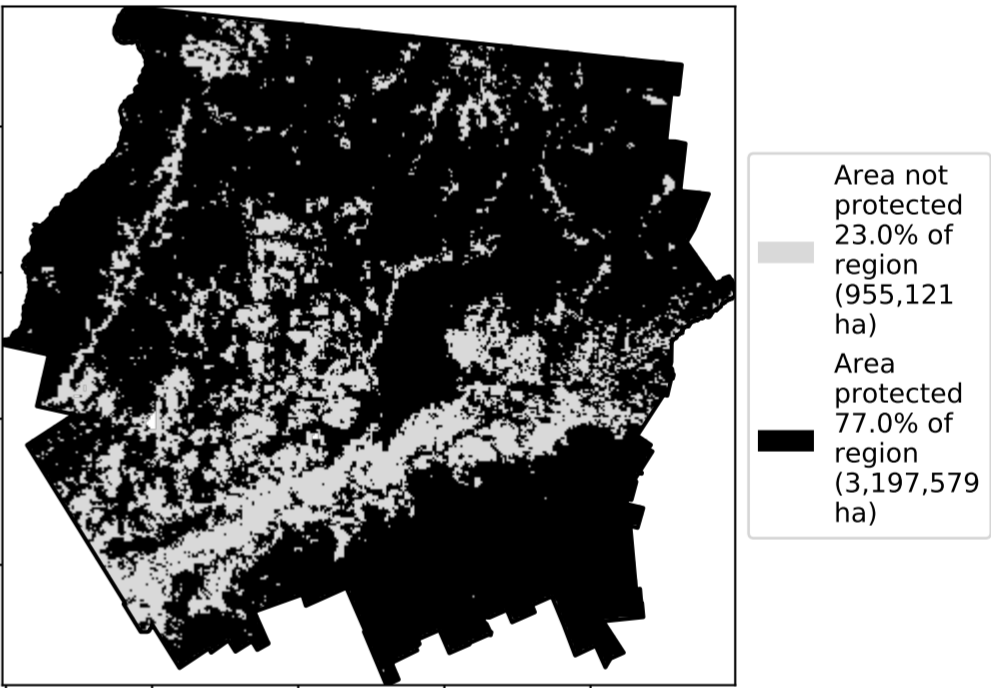 Area not
protected
23.0% of
region
(955,121
ha)
Area
protected
77.0% of
region
(3,197,579
ha)